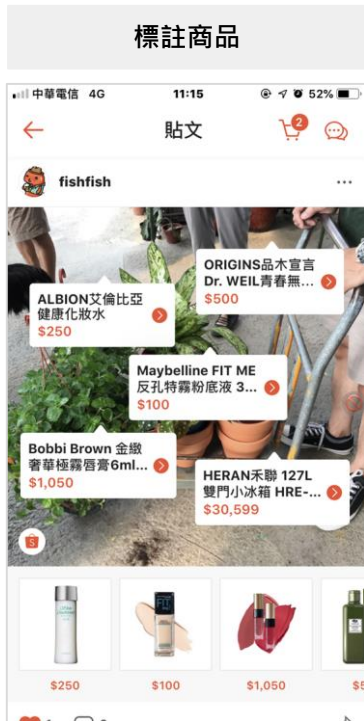 標註商品
中華電信 4G 11:15 52%
貼文 2
fishfish
ORIGINS品木宣言
Dr. WEIL青春無...
$500
ALBION艾倫比亞
健康化妝水
$250
Maybelline FIT ME
反孔特霧粉底液 3...
$100
Bobbi Brown 金緻
奢華極霧唇膏6ml...
$1,050
HERAN禾聯 127L
雙門小冰箱 HRE-...
$30,599
S
FIT
$250 $100 $1,050